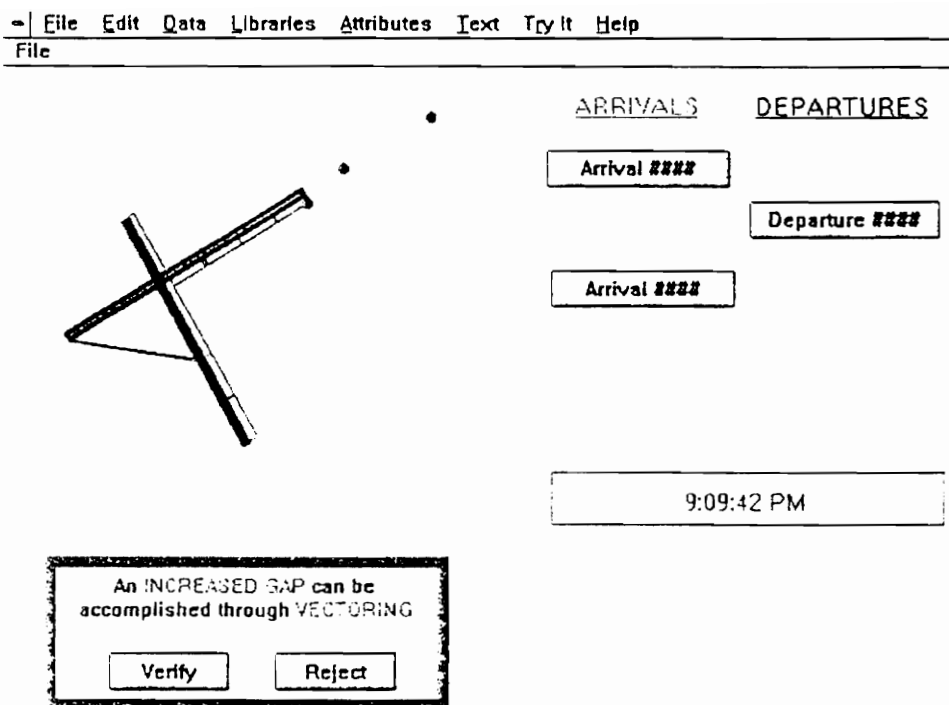 File Edit Data Libraries Attributes Text Try It Help
File
ARRIVALS DEPARTURES
Arrival ####
Departure ####
Arrival ####
9:09:42 PM
An INCREASED GAP can be
accomplished through VECTORING
Verify Reject